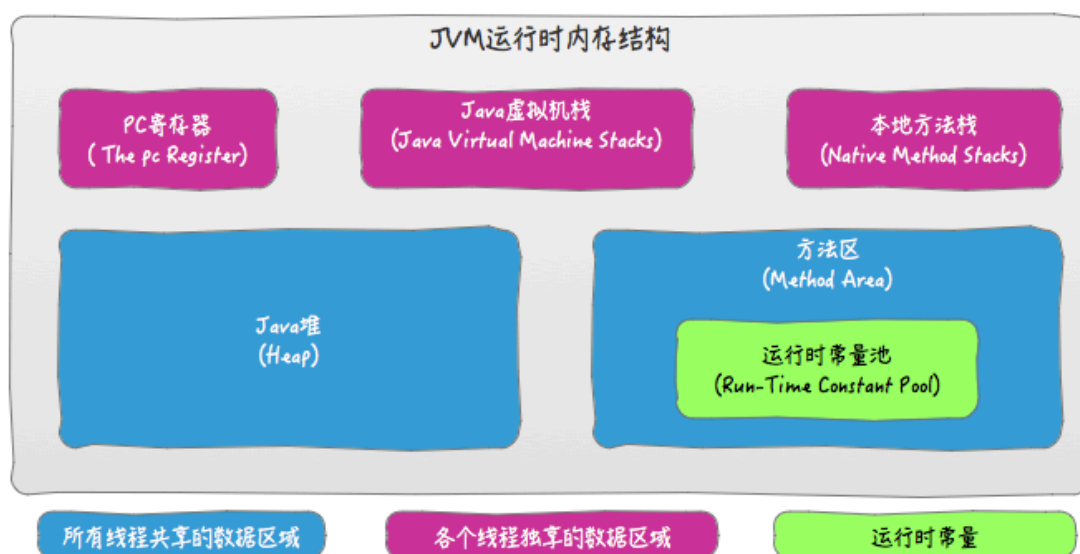 JVM运行时内存结构
PC寄存器
( The pc Register)
Java虚拟机栈
(Java Virtual Machine Stacks)
本地方法栈
(Native Method Stacks)
Java堆
(Heap)
方法区
(Method Area)
运行时常量池
(Run-Time Constant Pool)
所有线程共享的数据区域
各个线程独享的数据区域
运行时常量